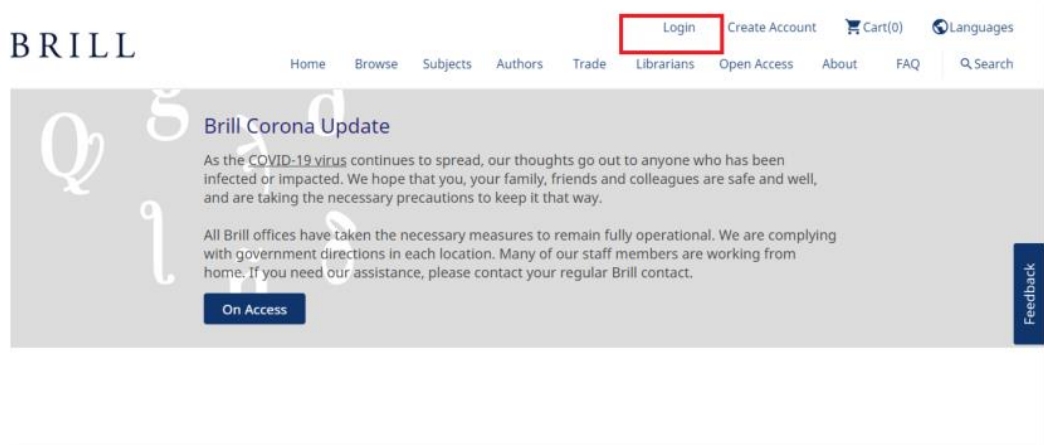 Login Create Account Cart(0) Languages
BRILL
Home Browse Subjects Authors Trade Librarians Open Access About FAQ Search
Q g d
Brill Corona Update
As the COVID-19 virus continues to spread, our thoughts go out to anyone who has been
infected or impacted. We hope that you, your family, friends and colleagues are safe and well,
and are taking the necessary precautions to keep it that way.
All Brill offices have taken the necessary measures to remain fully operational. We are complying
with government directions in each location. Many of our staff members are working from
home. If you need our assistance, please contact your regular Brill contact.
On Access
Feedback